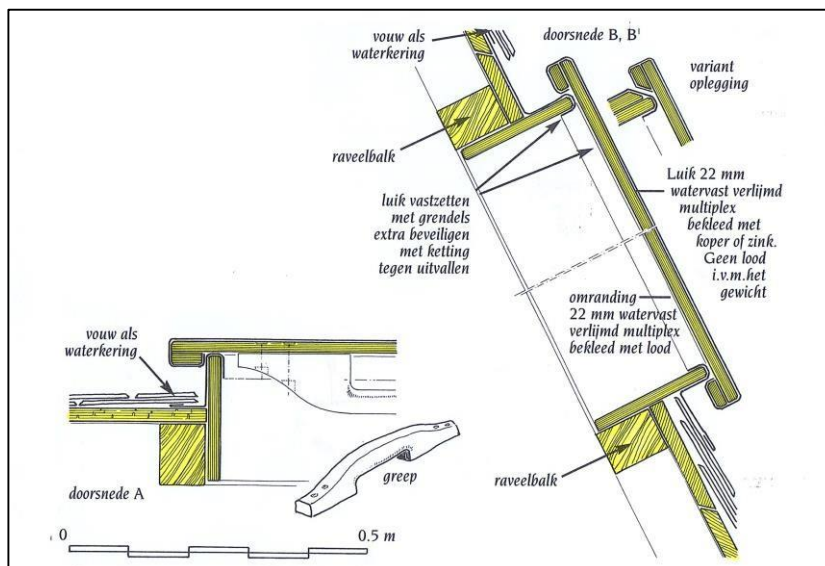 vouw als
waterkering
doorsnede B, B¹
variant
oplegging
raveelbalk
luik vastzetten
met grendels
extra beveiligen
met ketting
tegen uitvallen
Luik 22 mm
watervast verlijmd
multiplex
bekleed met
koper of zink.
Geen lood
i.v.m.het
gewicht
omranding
22 mm watervast
verlijmd multiplex
bekleed met lood
vouw als
waterkering
greep
raveelbalk
doorsnede A
0
0.5 m